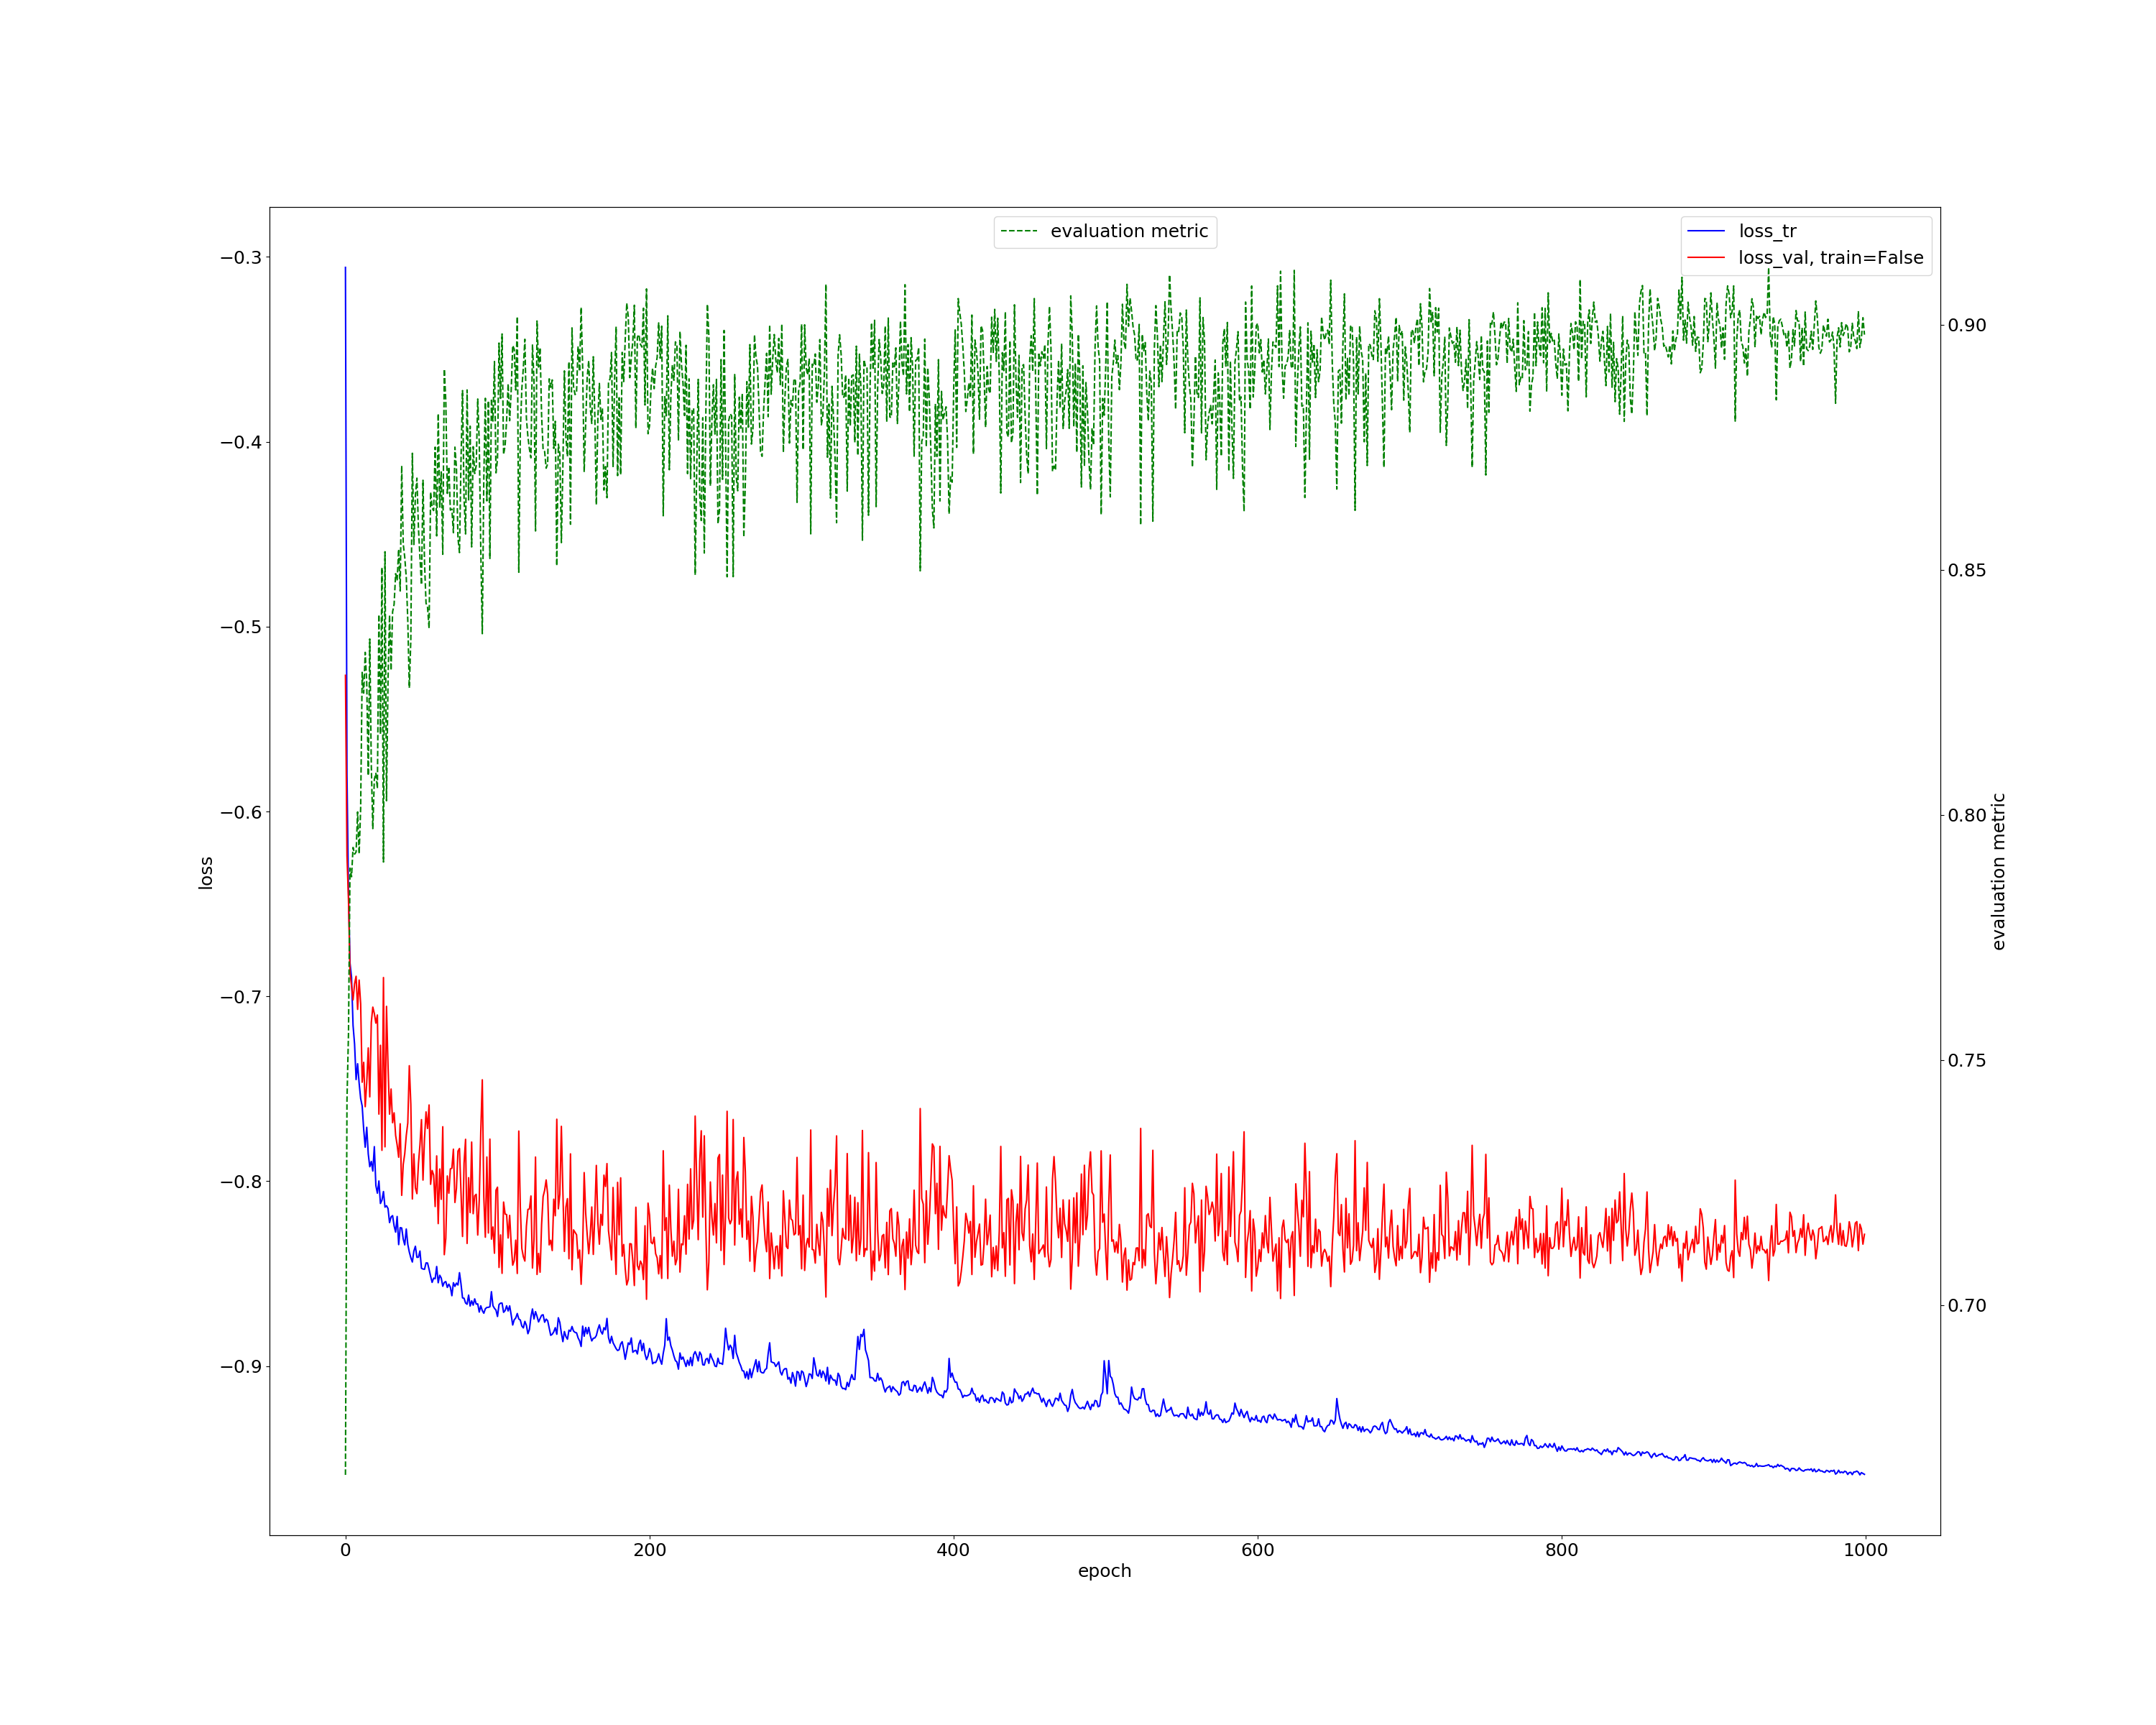 evaluation metric
loss_tr
loss_val, train=False
−0.3
−0.4
−0.5
−0.6
−0.7
−0.8
−0.9
loss
0.90
0.85
0.80
0.75
0.70
evaluation metric
0 200 400 600 800 1000
epoch